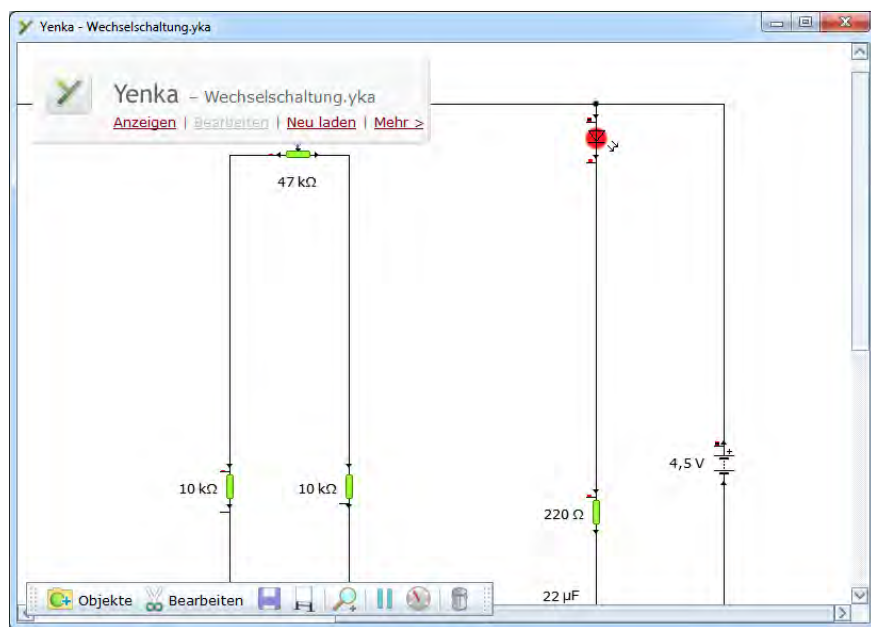 Yenka - Wechselschaltung.yka
Yenka – Wechselschaltung.yka
Anzeigen | Bearbeiten | Neu laden | Mehr >
47 kΩ
4,5 V
+
10 kΩ
10 kΩ
220 Ω
22 µF
Objekte Bearbeiten